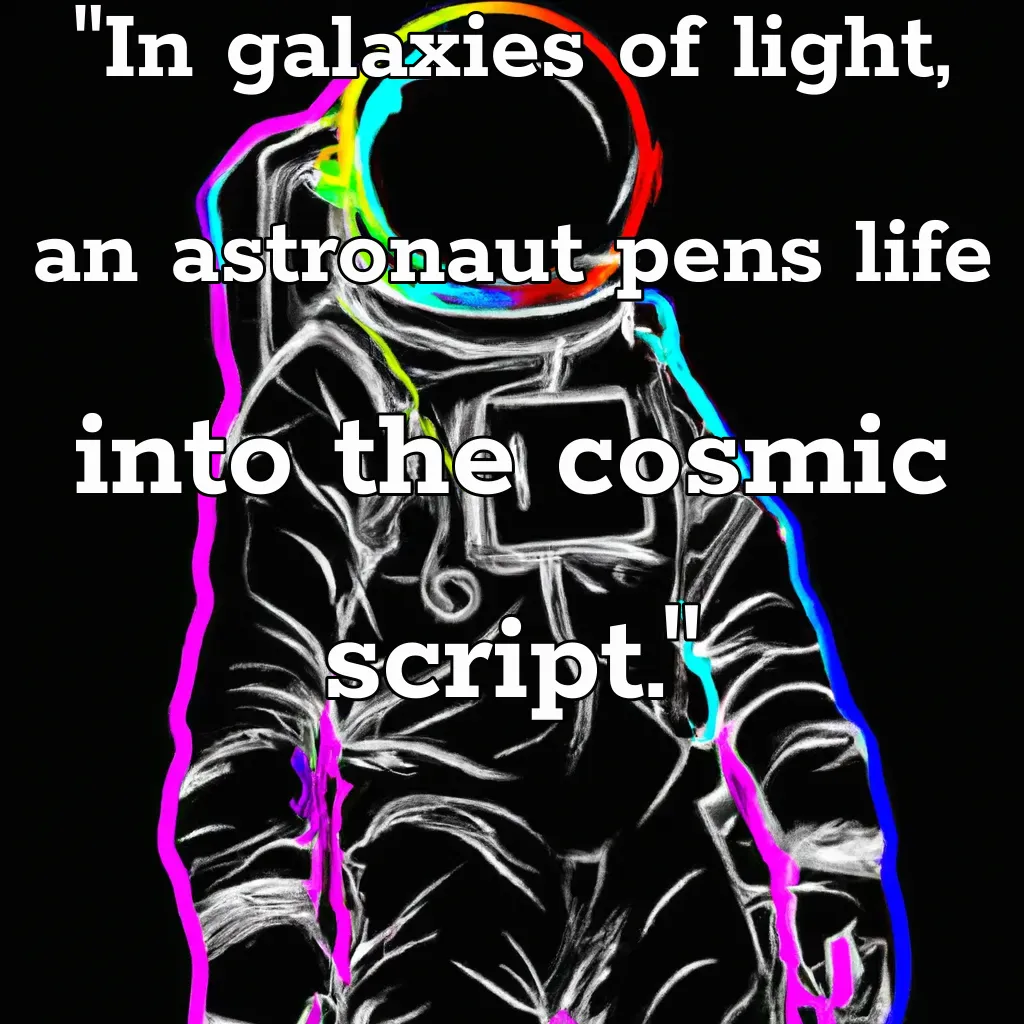 "In galaxies of light,
an astronaut pens life
into the cosmic
script."